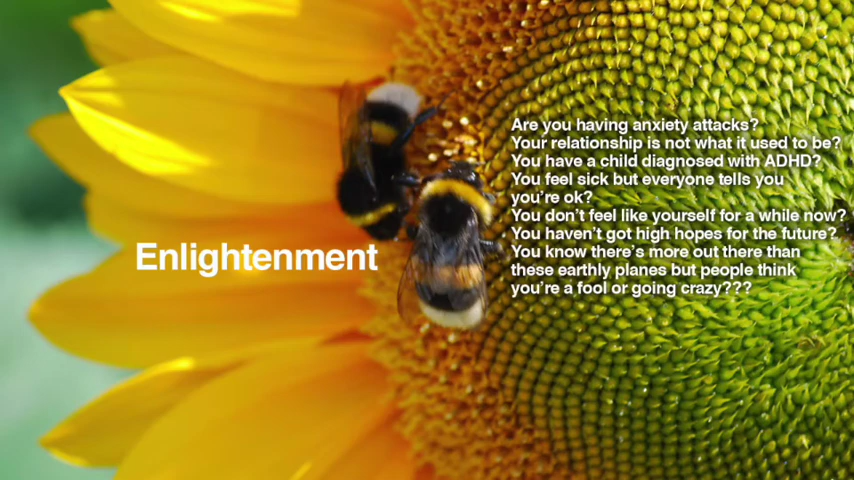 Enlightenment
Are you having anxiety attacks?
Your relationship is not what it used to be?
You have a child diagnosed with ADHD?
You feel sick but everyone tells you
you're ok?
You don't feel like yourself for a while now?
You haven't got high hopes for the future?
You know there's more out there than
these earthly planes but people think
you're a fool or going crazy???